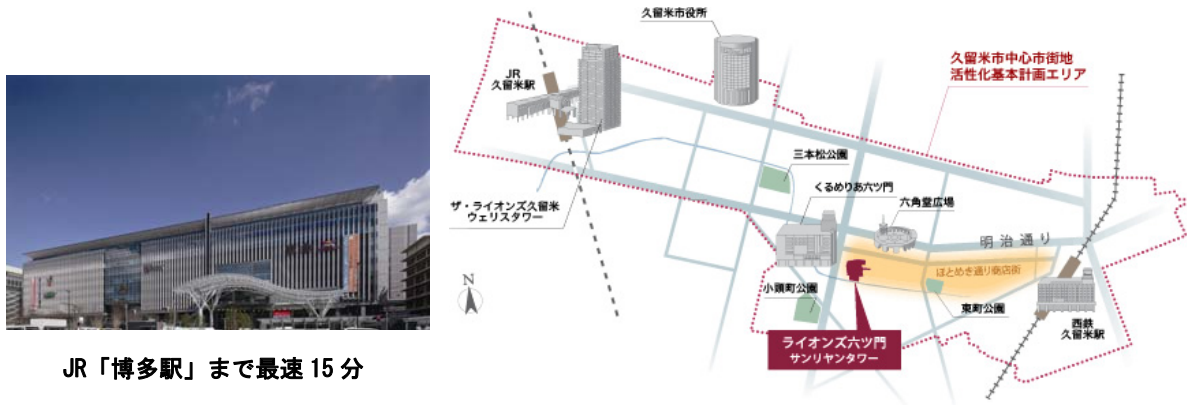 JR「博多駅」まで最速15分
久留米市役所
JR
久留米駅
久留米市中心市街地
活性化基本計画エリア
三本松公園
くるめりあ六ツ門
六角堂広場
ザ・ライオンズ久留米
ウェリスタワー
明治通り
ほとめき通り商店街
小頭町公園
東町公園
西鉄
久留米駅
ライオンズ六ツ門
サンリヤンタワー
N